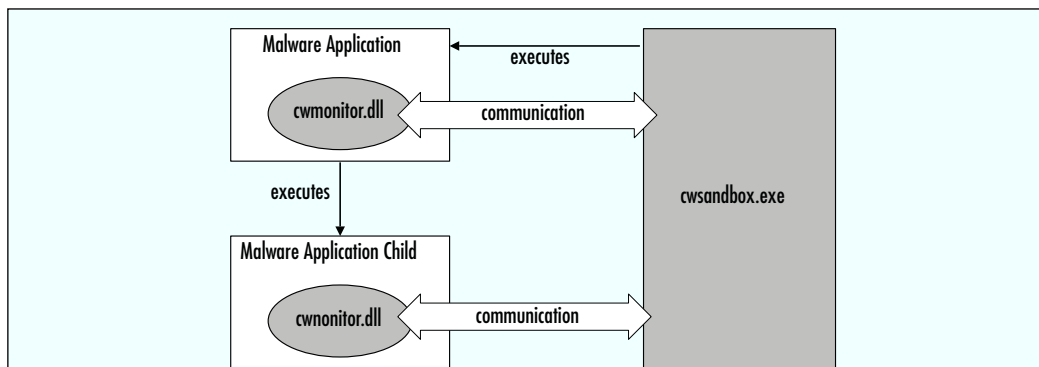 Malware Application
executes
cwmonitor.dll
communication
executes
cwsandbox.exe
Malware Application Child
cwnonitor.dll
communication